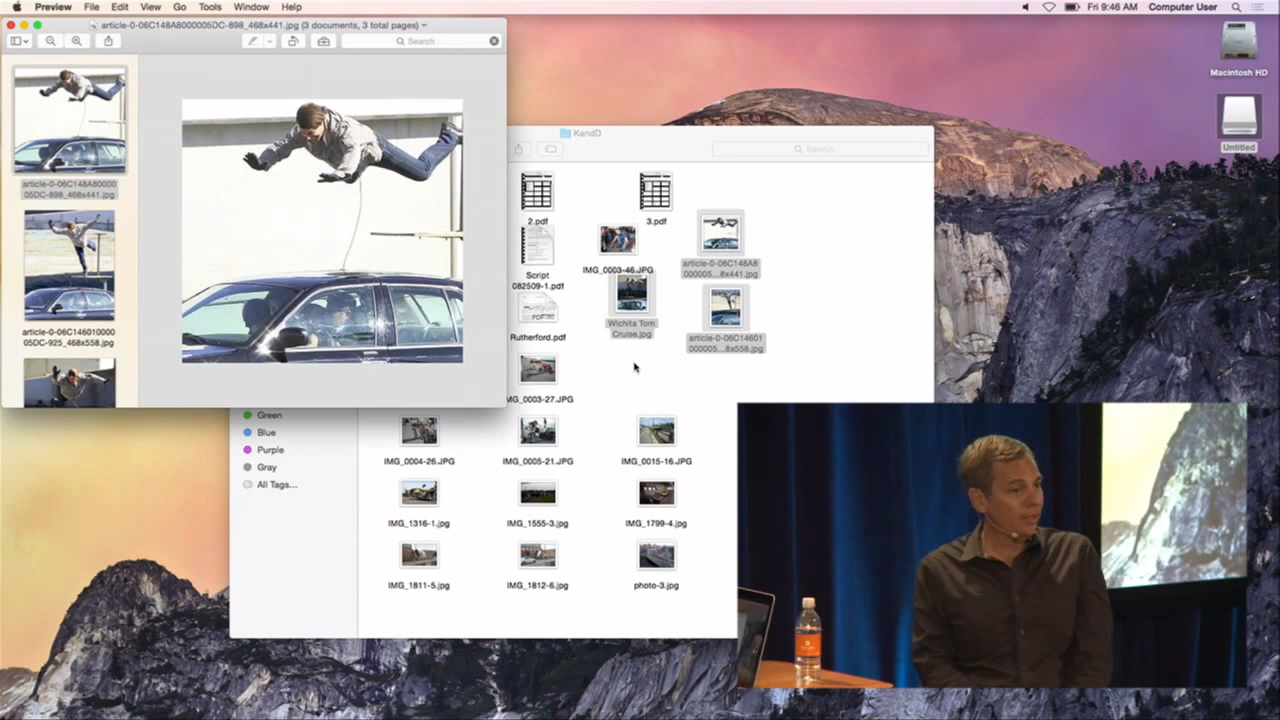 Preview File Edit View Go Tools Window Help
Fri 9:46 AM Computer User
article-0-06C148A8000005DC-898_468x441.jpg (3 documents, 3 total pages)
Search
article-0-06C148A80000
05DC-898_468x441.jpg
article-0-06C146010000
05DC-925_468x558.jpg
Macintosh HD
Untitled
KandD
Search
2.pdf
3.pdf
Script
082509-1.pdf
IMG_0003-46.JPG
article-0-06C148A8
000005...8x441.jpg
Rutherford.pdf
Wichita Tom
Cruise.jpg
article-0-06C14601
000005...8x558.jpg
IMG_0003-27.JPG
Green
Blue
Purple
Gray
All Tags...
IMG_0004-26.JPG
IMG_0005-21.JPG
IMG_0015-16.JPG
IMG_1316-1.jpg
IMG_1555-3.jpg
IMG_1799-4.jpg
IMG_1811-5.jpg
IMG_1812-6.jpg
photo-3.jpg